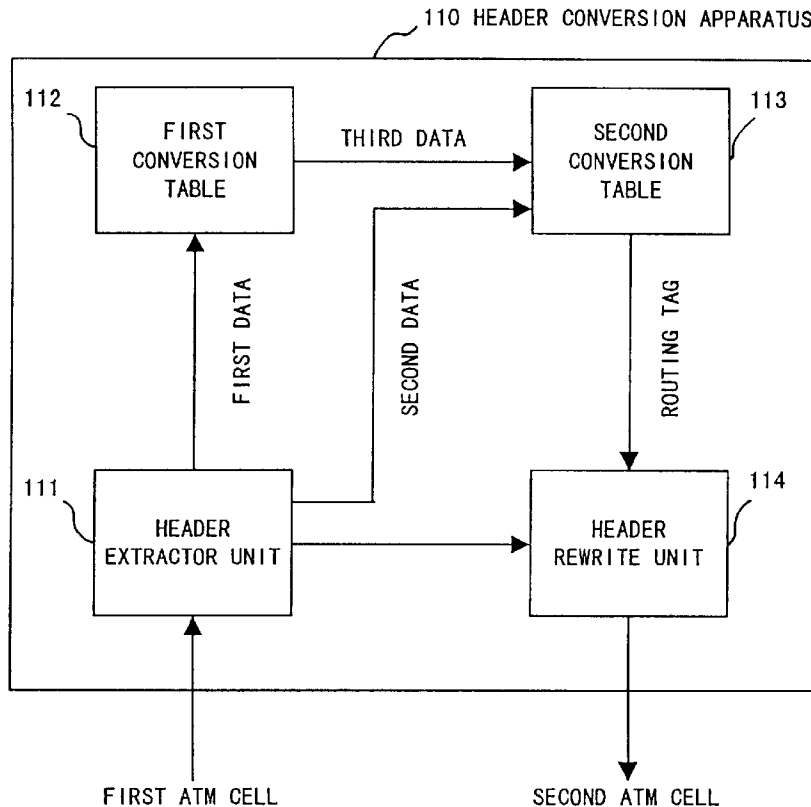 110 HEADER CONVERSION APPARATUS
112
FIRST
CONVERSION
TABLE
THIRD DATA
113
SECOND
CONVERSION
TABLE
FIRST DATA
SECOND DATA
ROUTING TAG
111
HEADER
EXTRACTOR UNIT
114
HEADER
REWRITE UNIT
FIRST ATM CELL
SECOND ATM CELL